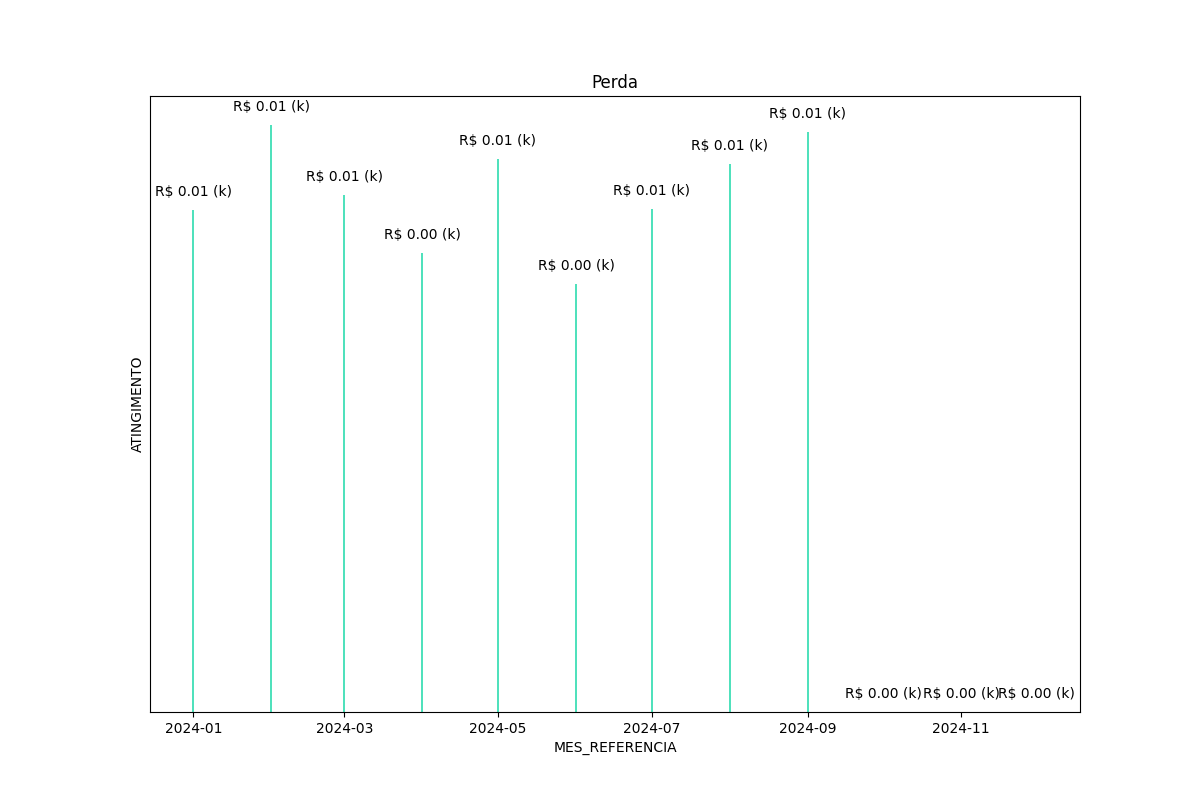 Perda
R$ 0.01 (k)
R$ 0.01 (k)
R$ 0.01 (k)
R$ 0.00 (k)
R$ 0.01 (k)
R$ 0.00 (k)
R$ 0.01 (k)
R$ 0.01 (k)
R$ 0.01 (k)
R$ 0.00 (k)
R$ 0.00 (k)
R$ 0.00 (k)
ATINGIMENTO
2024-01
2024-03
2024-05
2024-07
2024-09
2024-11
MES_REFERENCIA